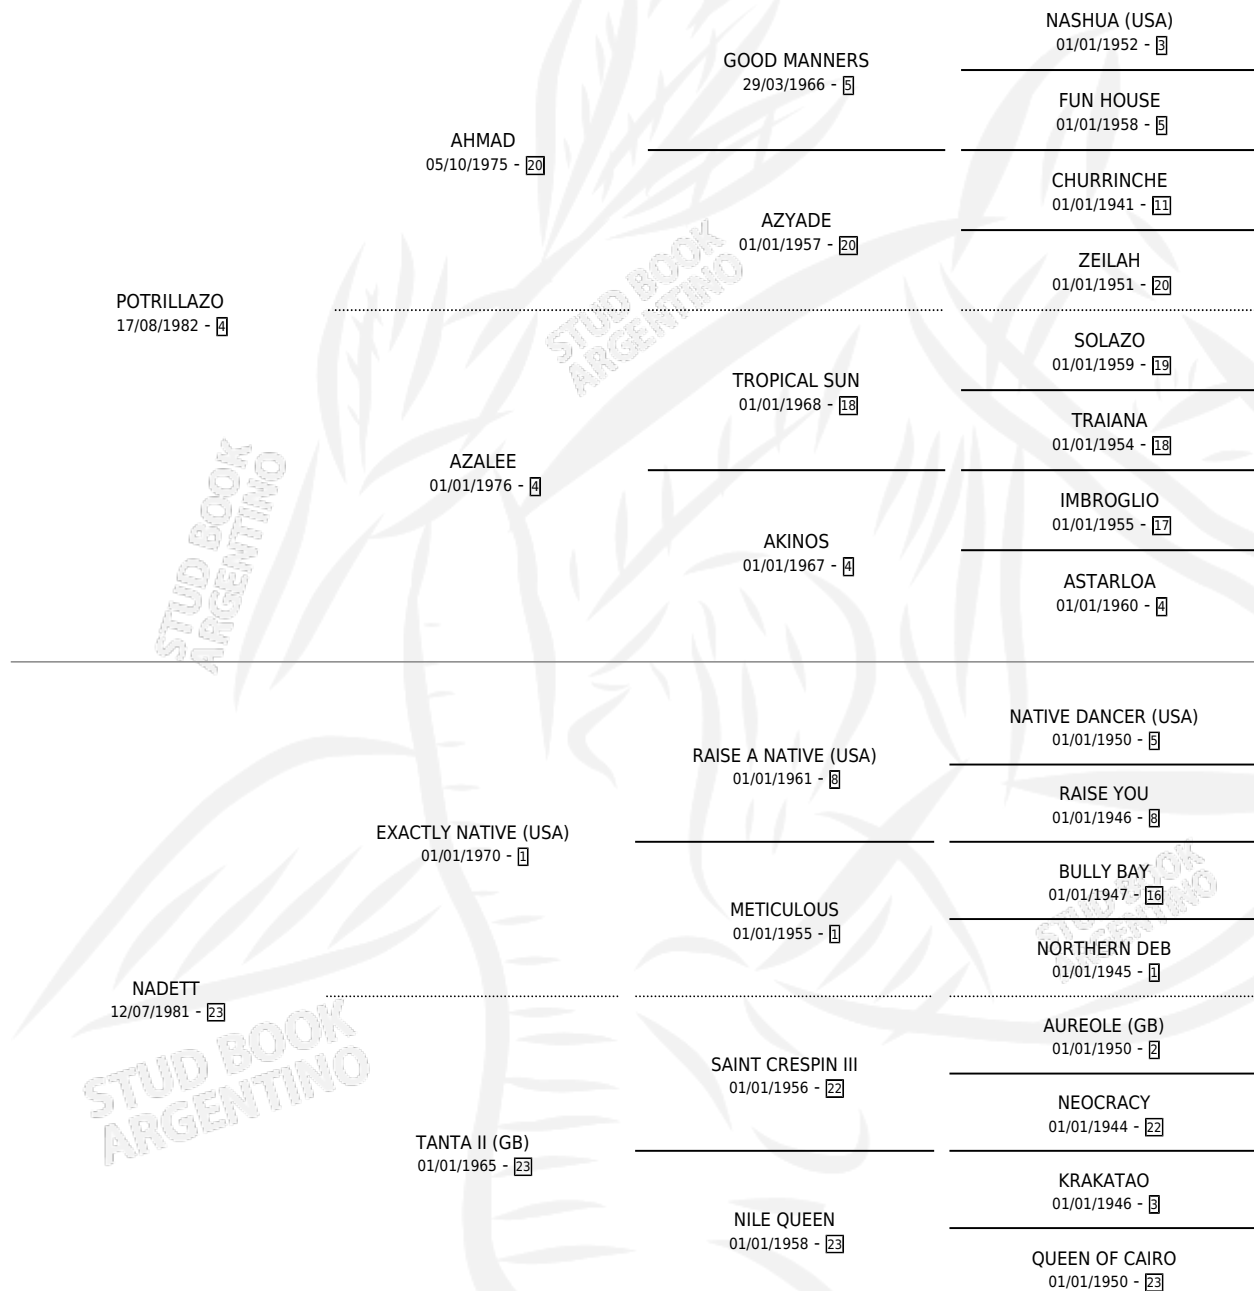 NASHUA (USA)
01/01/1952 - 3
GOOD MANNERS
29/03/1966 - 5
FUN HOUSE
01/01/1958 - 5
AHMAD
05/10/1975 - 20
CHURRINCHE
01/01/1941 - 11
AZYADE
01/01/1957 - 20
ZEILAH
01/01/1951 - 20
POTRILLAZO
17/08/1982 - 4
STUD BOOK
ARGENTINO
SOLAZO
01/01/1959 - 19
TROPICAL SUN
01/01/1968 - 18
TRAIANA
01/01/1954 - 18
AZALEE
01/01/1976 - 4
IMBROGLIO
01/01/1955 - 17
AKINOS
01/01/1967 - 4
ASTARLOA
01/01/1960 - 4
STUD BOOK
ARGENTINO
NATIVE DANCER (USA)
01/01/1950 - 5
RAISE A NATIVE (USA)
01/01/1961 - 8
RAISE YOU
01/01/1946 - 8
EXACTLY NATIVE (USA)
01/01/1970 - 1
BULLY BAY
01/01/1947 - 16
METICULOUS
01/01/1955 - 1
STUD BOOK
ARGENTINO
NORTHERN DEB
01/01/1945 - 1
NADETT
12/07/1981 - 23
AUREOLE (GB)
01/01/1950 - 2
STUD BOOK
ARGENTINO
SAINT CRESPIN III
01/01/1956 - 22
NEOCRACY
01/01/1944 - 22
TANTA II (GB)
01/01/1965 - 23
KRAKATAO
01/01/1946 - 3
NILE QUEEN
01/01/1958 - 23
QUEEN OF CAIRO
01/01/1950 - 23